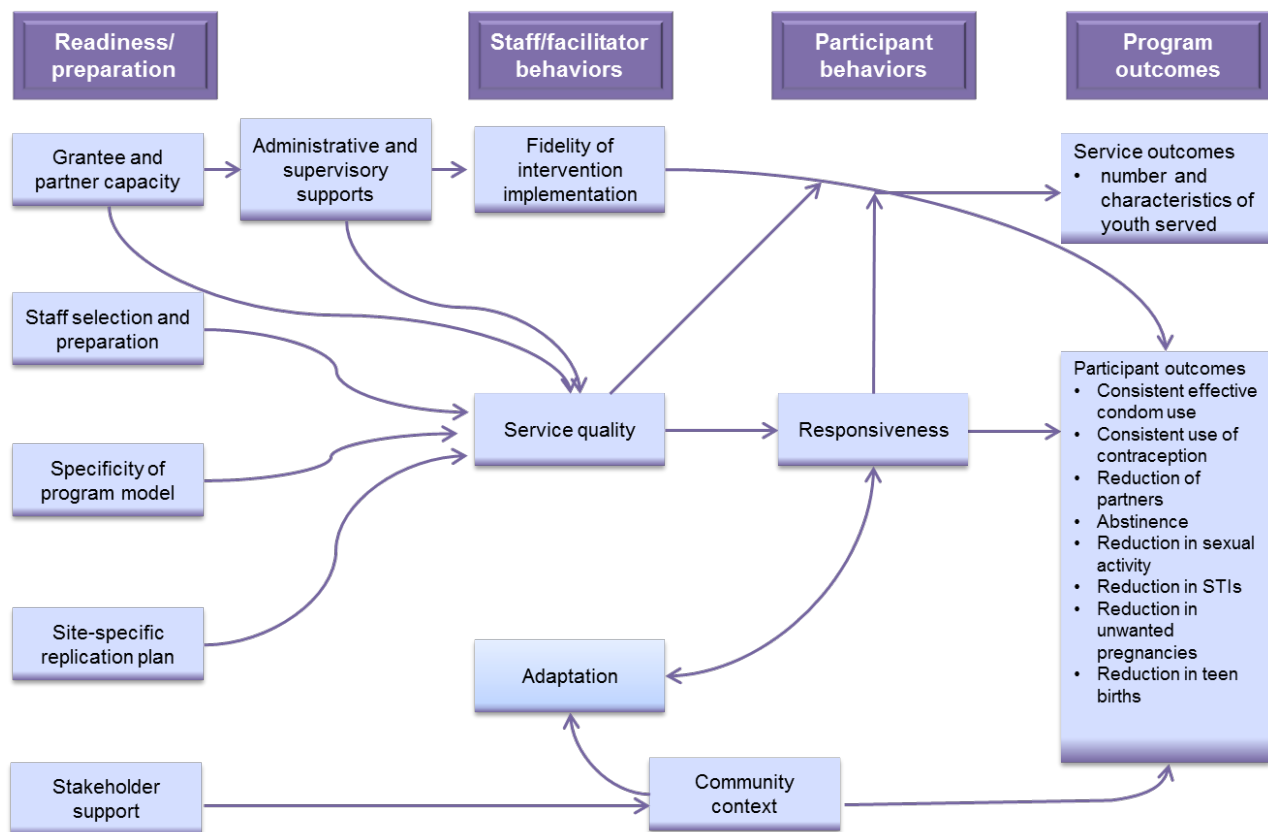 Readiness/
preparation
Staff/facilitator
behaviors
Participant
behaviors
Program
outcomes
Grantee and
partner capacity
Administrative and
supervisory
supports
Fidelity of
intervention
implementation
Service outcomes
• number and
characteristics of
youth served
Staff selection and
preparation
Service quality
Responsiveness
Participant outcomes
• Consistent effective
condom use
• Consistent use of
contraception
• Reduction of
partners
• Abstinence
• Reduction in sexual
activity
• Reduction in STIs
• Reduction in
unwanted
pregnancies
• Reduction in teen
births
Specificity of
program model
Site-specific
replication plan
Adaptation
Stakeholder
support
Community
context